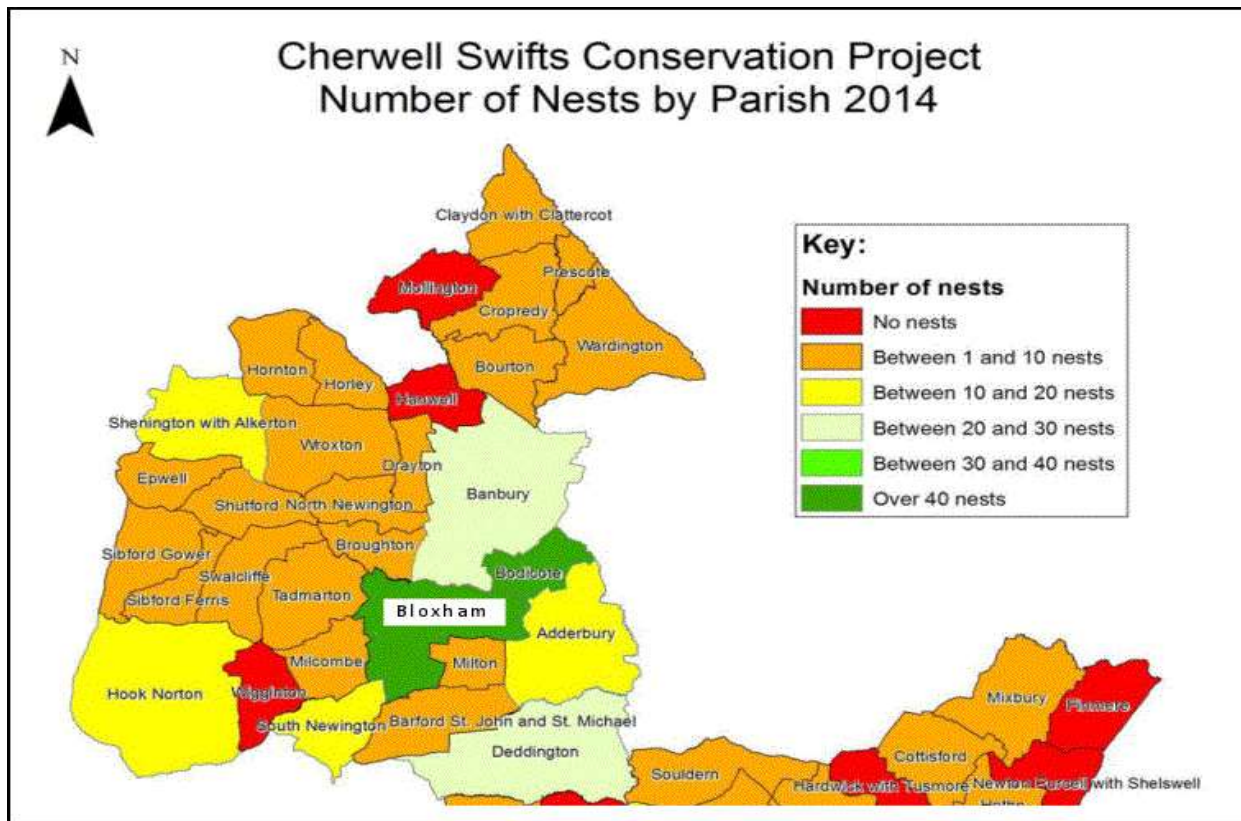 Cherwell Swifts Conservation Project
Number of Nests by Parish 2014
N
Claydon with Clattercot
Prescote
Mollington
Cropredy
Wardington
Bourton
Hornton
Horley
Hanwell
Shenington with Alkerton
Wroxton
Drayton
Epwell
Banbury
Shutford
North Newington
Broughton
Sibford Gower
Swalcliffe
Bodicote
Sibford Ferris
Tadmarton
Bloxham
Adderbury
Milcombe
Milton
Hook Norton
Wigginton
South Newington
Barford St. John and St. Michael
Deddington
Mixbury
Finmere
Cottisford
Souldern
Hardwick with Tusmore
Newton Purcell with Shelswell
Key:
Number of nests
No nests
Between 1 and 10 nests
Between 10 and 20 nests
Between 20 and 30 nests
Between 30 and 40 nests
Over 40 nests